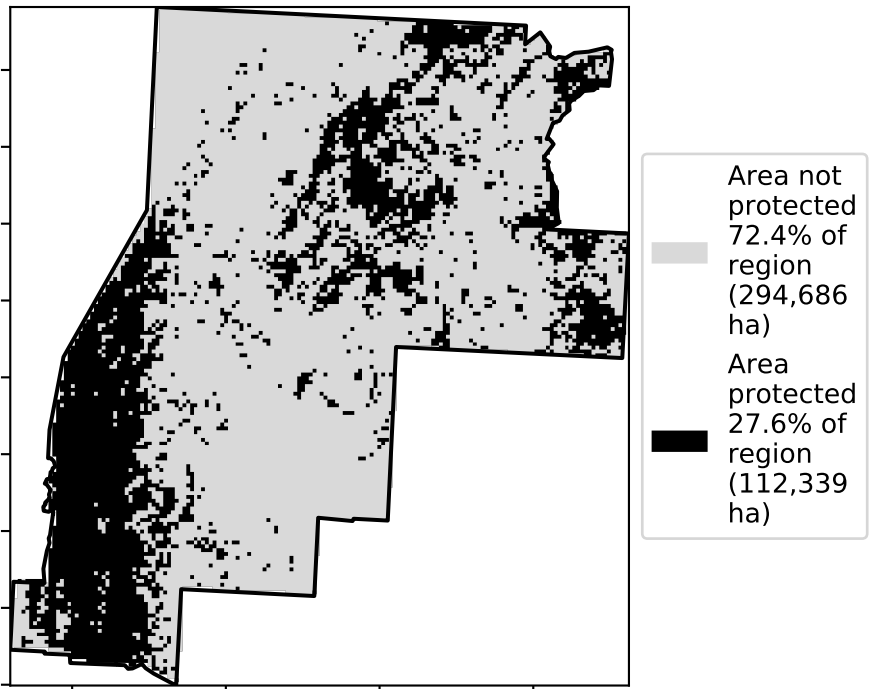 Area not
protected
72.4% of
region
(294,686
ha)
Area
protected
27.6% of
region
(112,339
ha)